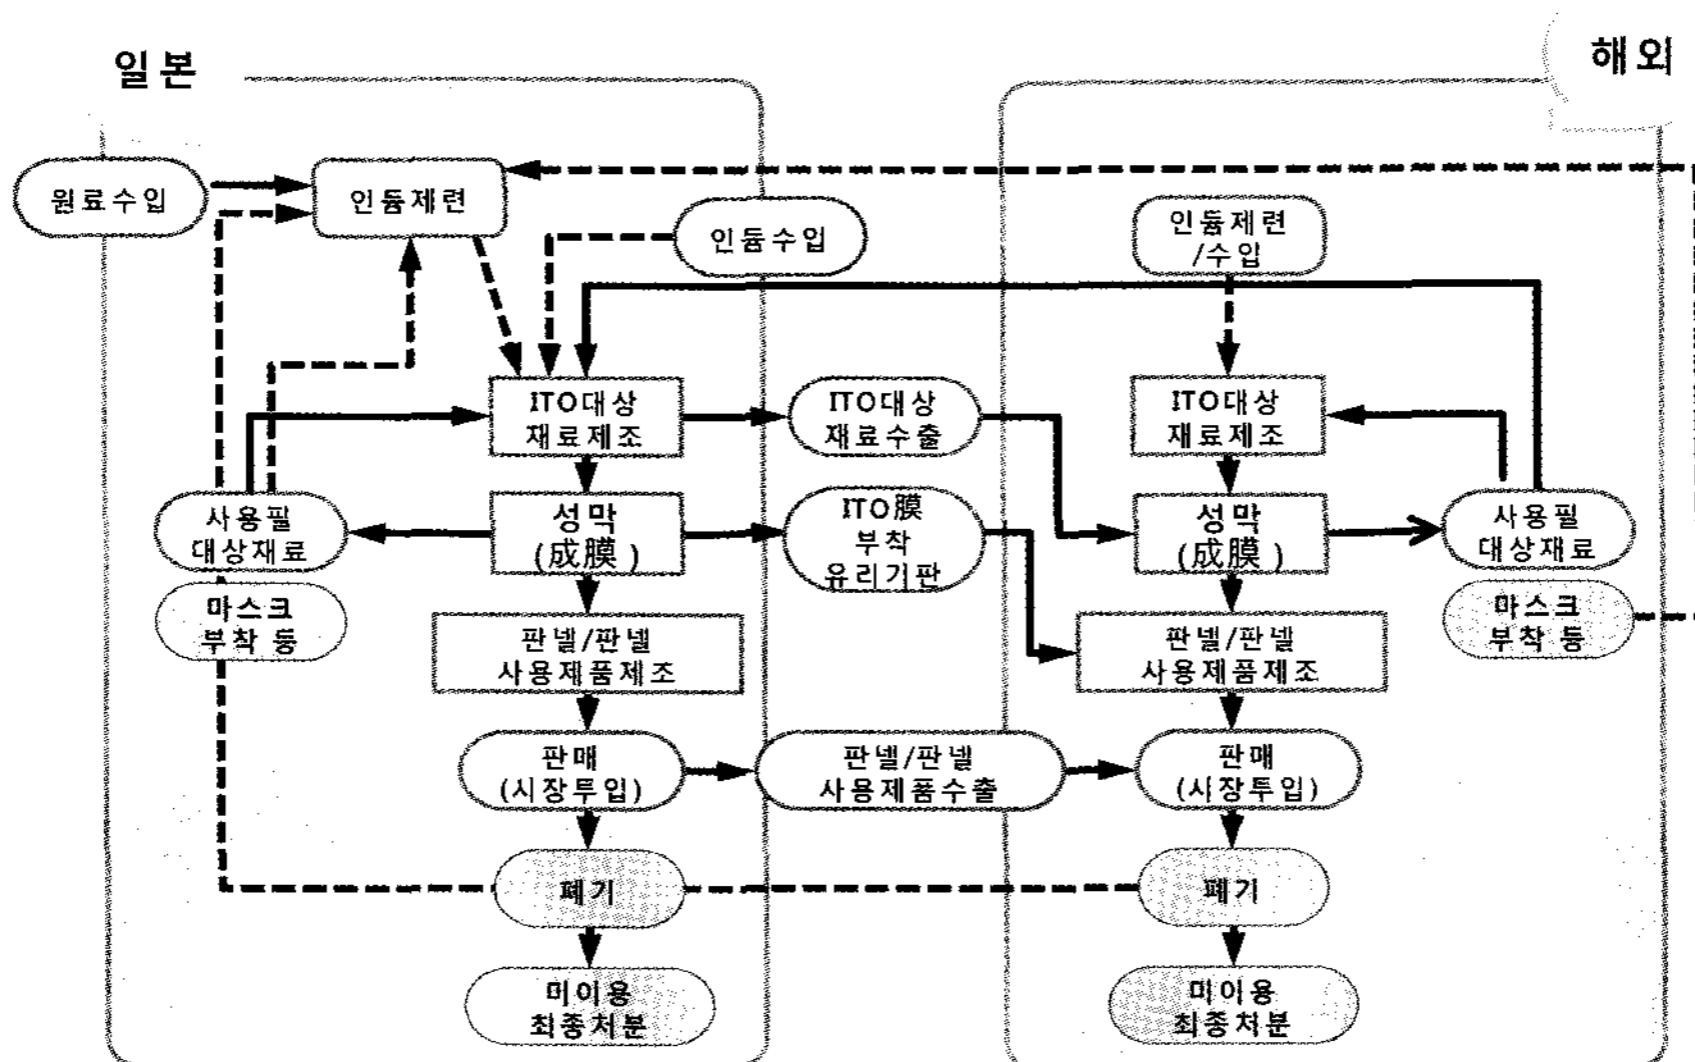 일본
해외
원료수입
인듐제련
인듐수입
인듐제련
/수입
ITO대상
재료제조
ITO대상
재료수출
ITO대상
재료제조
사용필
대상재료
성막
(成膜)
ITO膜
부착
유리기판
성막
(成膜)
사용필
대상재료
마스크
부착 등
판넬/판넬
사용제품제조
판넬/판넬
사용제품제조
마스크
부착 등
판매
(시장투입)
판넬/판넬
사용제품수출
판매
(시장투입)
폐기
폐기
미이용
최종처분
미이용
최종처분